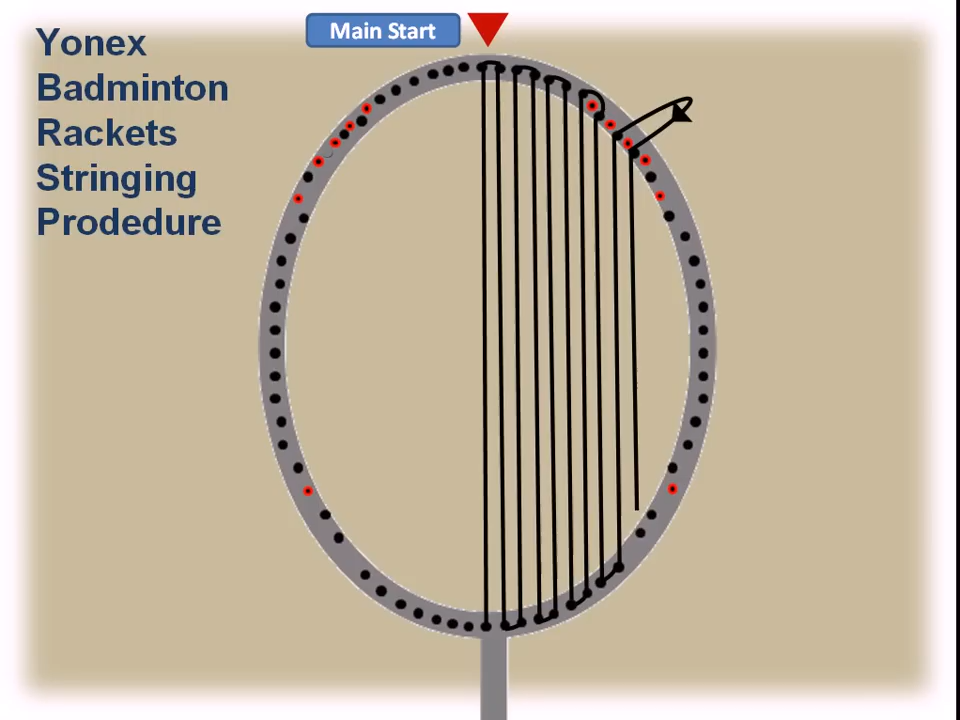 Main Start
Yonex
Badminton
Rackets
Stringing
Prodedure